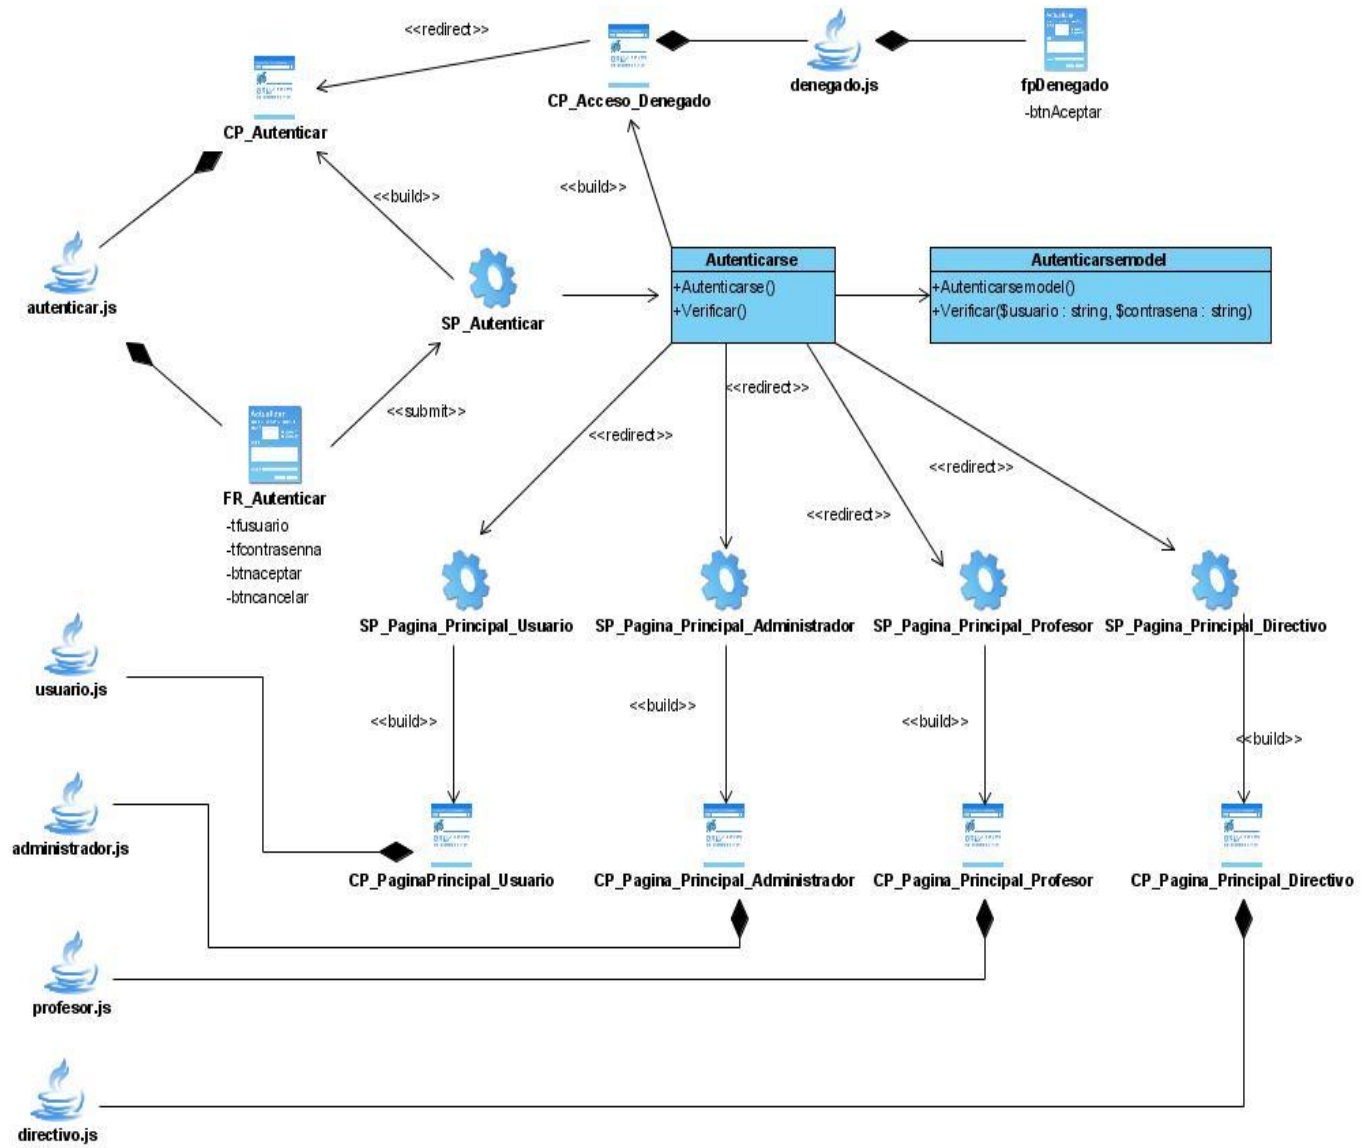 <<redirect>>
CP_Acceso_Denegado
denegado.js
Actualizar
fpDenegado
-btnAceptar
CP_Autenticar
<<build>>
<<build>>
autenticar.js
SP_Autenticar
Autenticarse
+Autenticarse()
+Verificar()
Autenticarsemodel
+Autenticarsemodel()
+Verificar($usuario : string, $contrasena : string)
<<submit>>
<<redirect>>
<<redirect>>
<<redirect>>
<<redirect>>
Actualizar
FR_Autenticar
-tfusuario
-tfcontrasenna
-btnaceptar
-btncancelar
SP_Pagina_Principal_Usuario
SP_Pagina_Principal_Administrador
SP_Pagina_Principal_Profesor
SP_Pagina_Principal_Directivo
usuario.js
<<build>>
<<build>>
<<build>>
<<build>>
administrador.js
CP_PaginaPrincipal_Usuario
CP_Pagina_Principal_Administrador
CP_Pagina_Principal_Profesor
CP_Pagina_Principal_Directivo
profesor.js
directivo.js